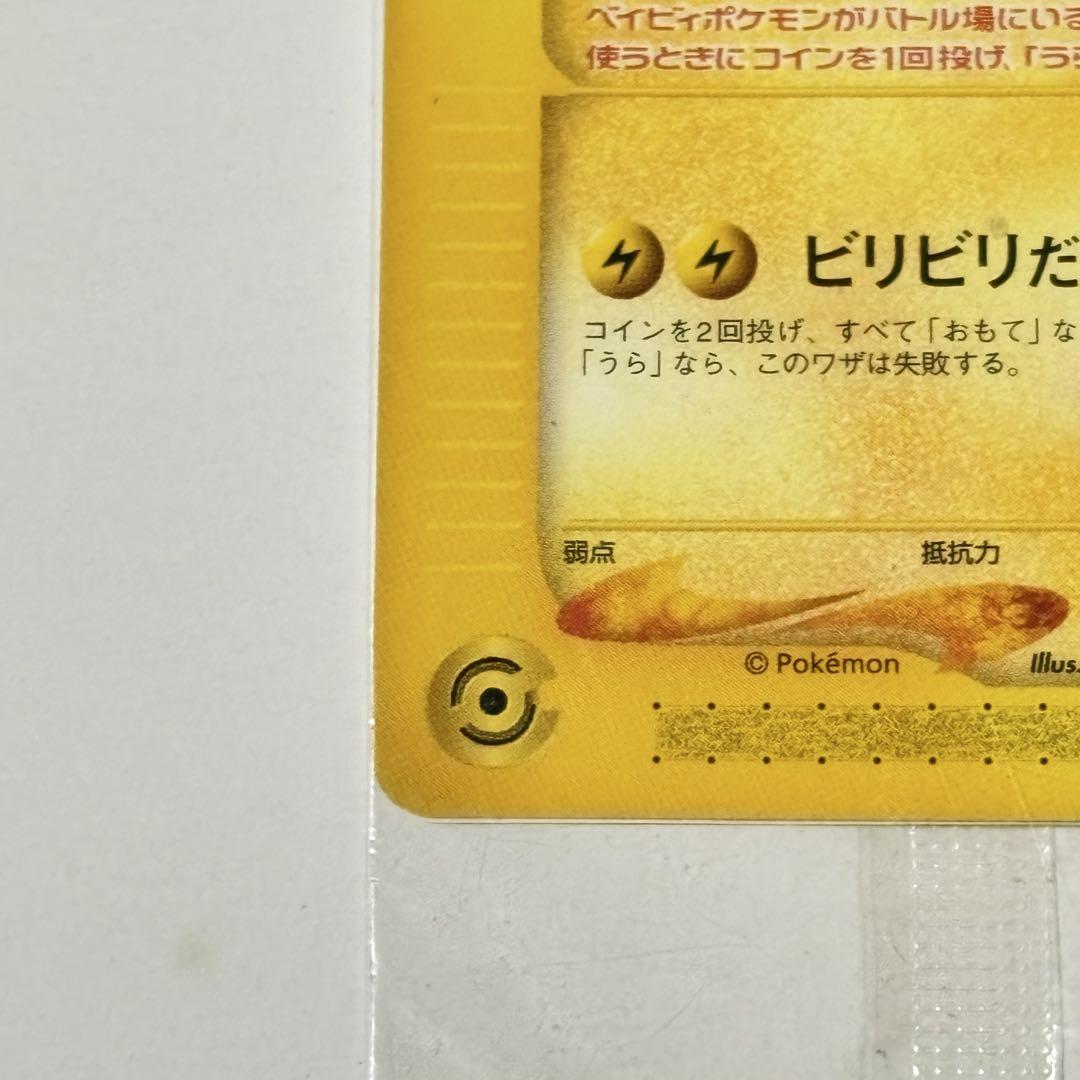 ベイビィポケモンがバトル場にいる
使うときにコインを1回投げ、「うら
ビリビリだ
コインを2回投げ、すべて「おもて」な
「うら」なら、このワザは失敗する。
弱点 抵抗力
© Pokémon Illus.